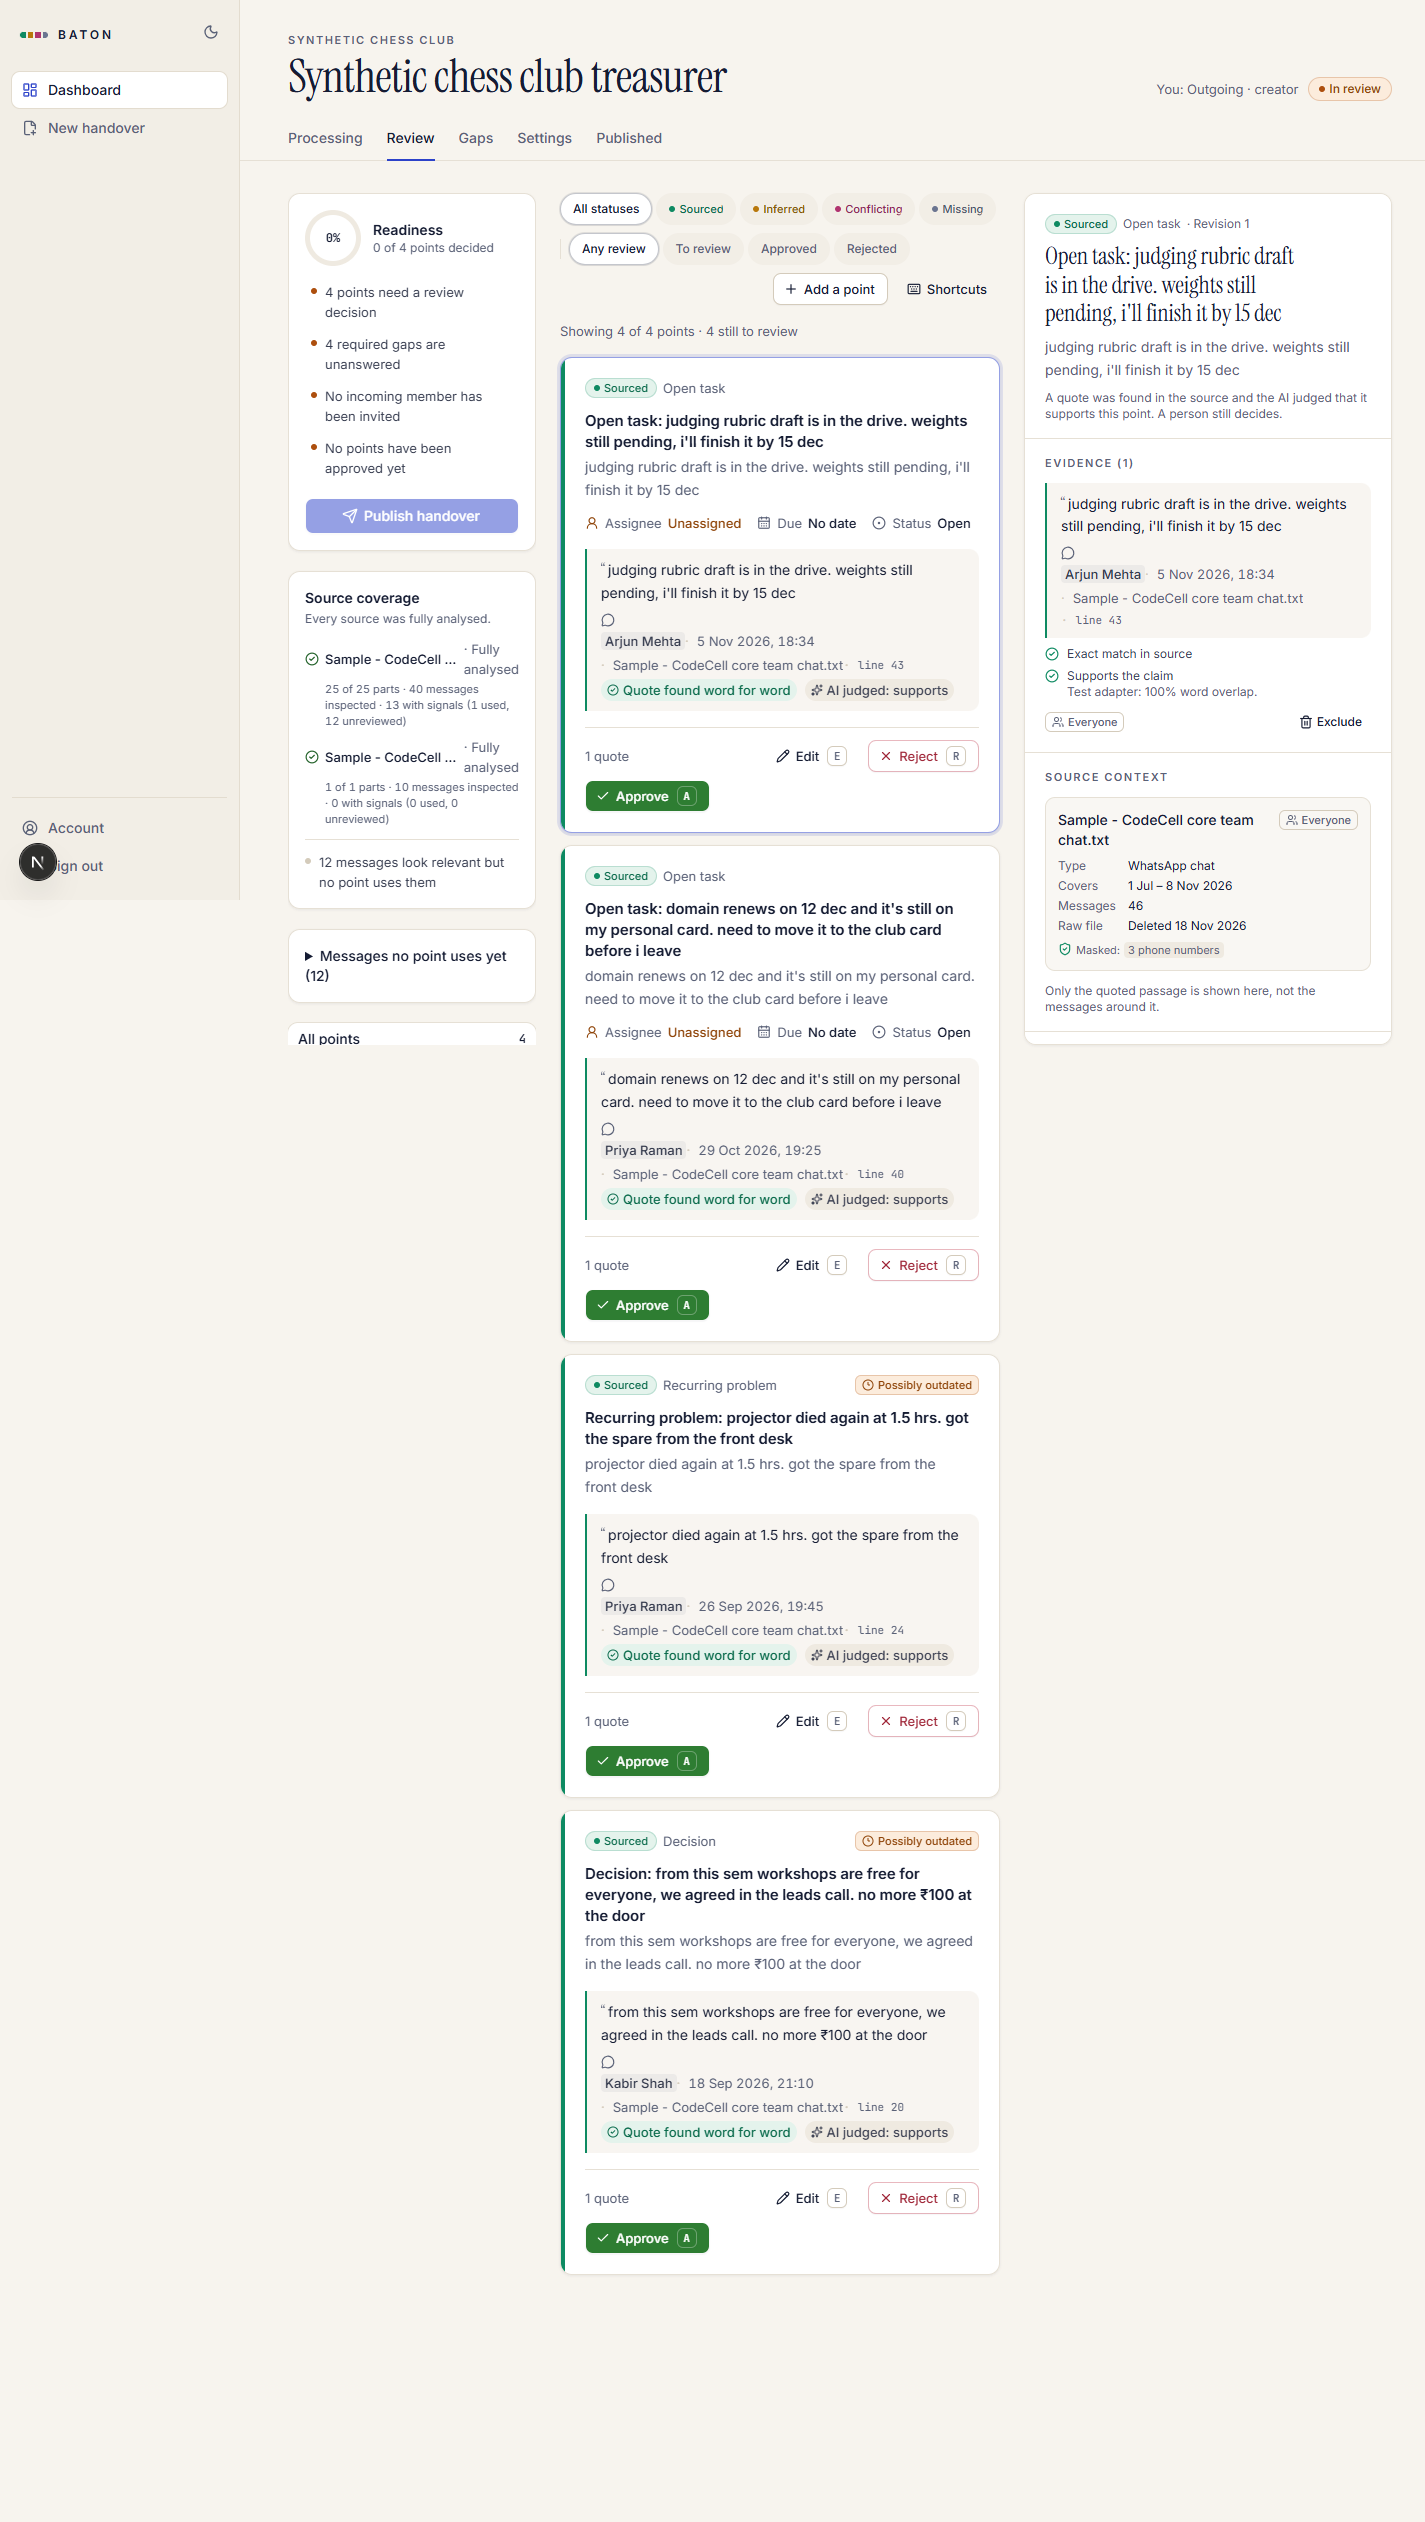 BATON
Dashboard
New handover
Account
ign out
SYNTHETIC CHESS CLUB
Synthetic chess club treasurer
You: Outgoing · creator
In review
Processing
Review
Gaps
Settings
Published
0%
Readiness
0 of 4 points decided
4 points need a review
decision
4 required gaps are
unanswered
No incoming member has
been invited
No points have been
approved yet
Publish handover
Source coverage
Every source was fully analysed.
Sample - CodeCell ...
· Fully
analysed
25 of 25 parts · 40 messages
inspected · 13 with signals (1 used,
12 unreviewed)
Sample - CodeCell ...
· Fully
analysed
1 of 1 parts · 10 messages inspected
· 0 with signals (0 used, 0
unreviewed)
12 messages look relevant but
no point uses them
Messages no point uses yet
(12)
All points
4
All statuses
Sourced
Inferred
Conflicting
Missing
Any review
To review
Approved
Rejected
Add a point
Shortcuts
Showing 4 of 4 points · 4 still to review
Sourced
Open task
Open task: judging rubric draft is in the drive. weights
still pending, i'll finish it by 15 dec
judging rubric draft is in the drive. weights still pending, i'll
finish it by 15 dec
Assignee Unassigned
Due No date
Status Open
“judging rubric draft is in the drive. weights still
pending, i'll finish it by 15 dec
Arjun Mehta · 5 Nov 2026, 18:34
· Sample - CodeCell core team chat.txt · line 43
Quote found word for word
AI judged: supports
1 quote
Edit E
Reject R
Approve A
Sourced
Open task
Open task: domain renews on 12 dec and it's still on
my personal card. need to move it to the club card
before i leave
domain renews on 12 dec and it's still on my personal card.
need to move it to the club card before i leave
Assignee Unassigned
Due No date
Status Open
“domain renews on 12 dec and it's still on my personal
card. need to move it to the club card before i leave
Priya Raman · 29 Oct 2026, 19:25
· Sample - CodeCell core team chat.txt · line 40
Quote found word for word
AI judged: supports
1 quote
Edit E
Reject R
Approve A
Sourced
Recurring problem
Possibly outdated
Recurring problem: projector died again at 1.5 hrs. got
the spare from the front desk
projector died again at 1.5 hrs. got the spare from the
front desk
“projector died again at 1.5 hrs. got the spare from the
front desk
Priya Raman · 26 Sep 2026, 19:45
· Sample - CodeCell core team chat.txt · line 24
Quote found word for word
AI judged: supports
1 quote
Edit E
Reject R
Approve A
Sourced
Decision
Possibly outdated
Decision: from this sem workshops are free for
everyone, we agreed in the leads call. no more ₹100 at
the door
from this sem workshops are free for everyone, we agreed
in the leads call. no more ₹100 at the door
“from this sem workshops are free for everyone, we
agreed in the leads call. no more ₹100 at the door
Kabir Shah · 18 Sep 2026, 21:10
· Sample - CodeCell core team chat.txt · line 20
Quote found word for word
AI judged: supports
1 quote
Edit E
Reject R
Approve A
Sourced
Open task · Revision 1
Open task: judging rubric draft
is in the drive. weights still
pending, i'll finish it by 15 dec
judging rubric draft is in the drive. weights still
pending, i'll finish it by 15 dec
A quote was found in the source and the AI judged that it
supports this point. A person still decides.
EVIDENCE (1)
“judging rubric draft is in the drive. weights
still pending, i'll finish it by 15 dec
Arjun Mehta · 5 Nov 2026, 18:34
· Sample - CodeCell core team chat.txt
· line 43
Exact match in source
Supports the claim
Test adapter: 100% word overlap.
Everyone
Exclude
SOURCE CONTEXT
Sample - CodeCell core team
chat.txt
Everyone
Type WhatsApp chat
Covers 1 Jul – 8 Nov 2026
Messages 46
Raw file Deleted 18 Nov 2026
Masked: 3 phone numbers
Only the quoted passage is shown here, not the
messages around it.